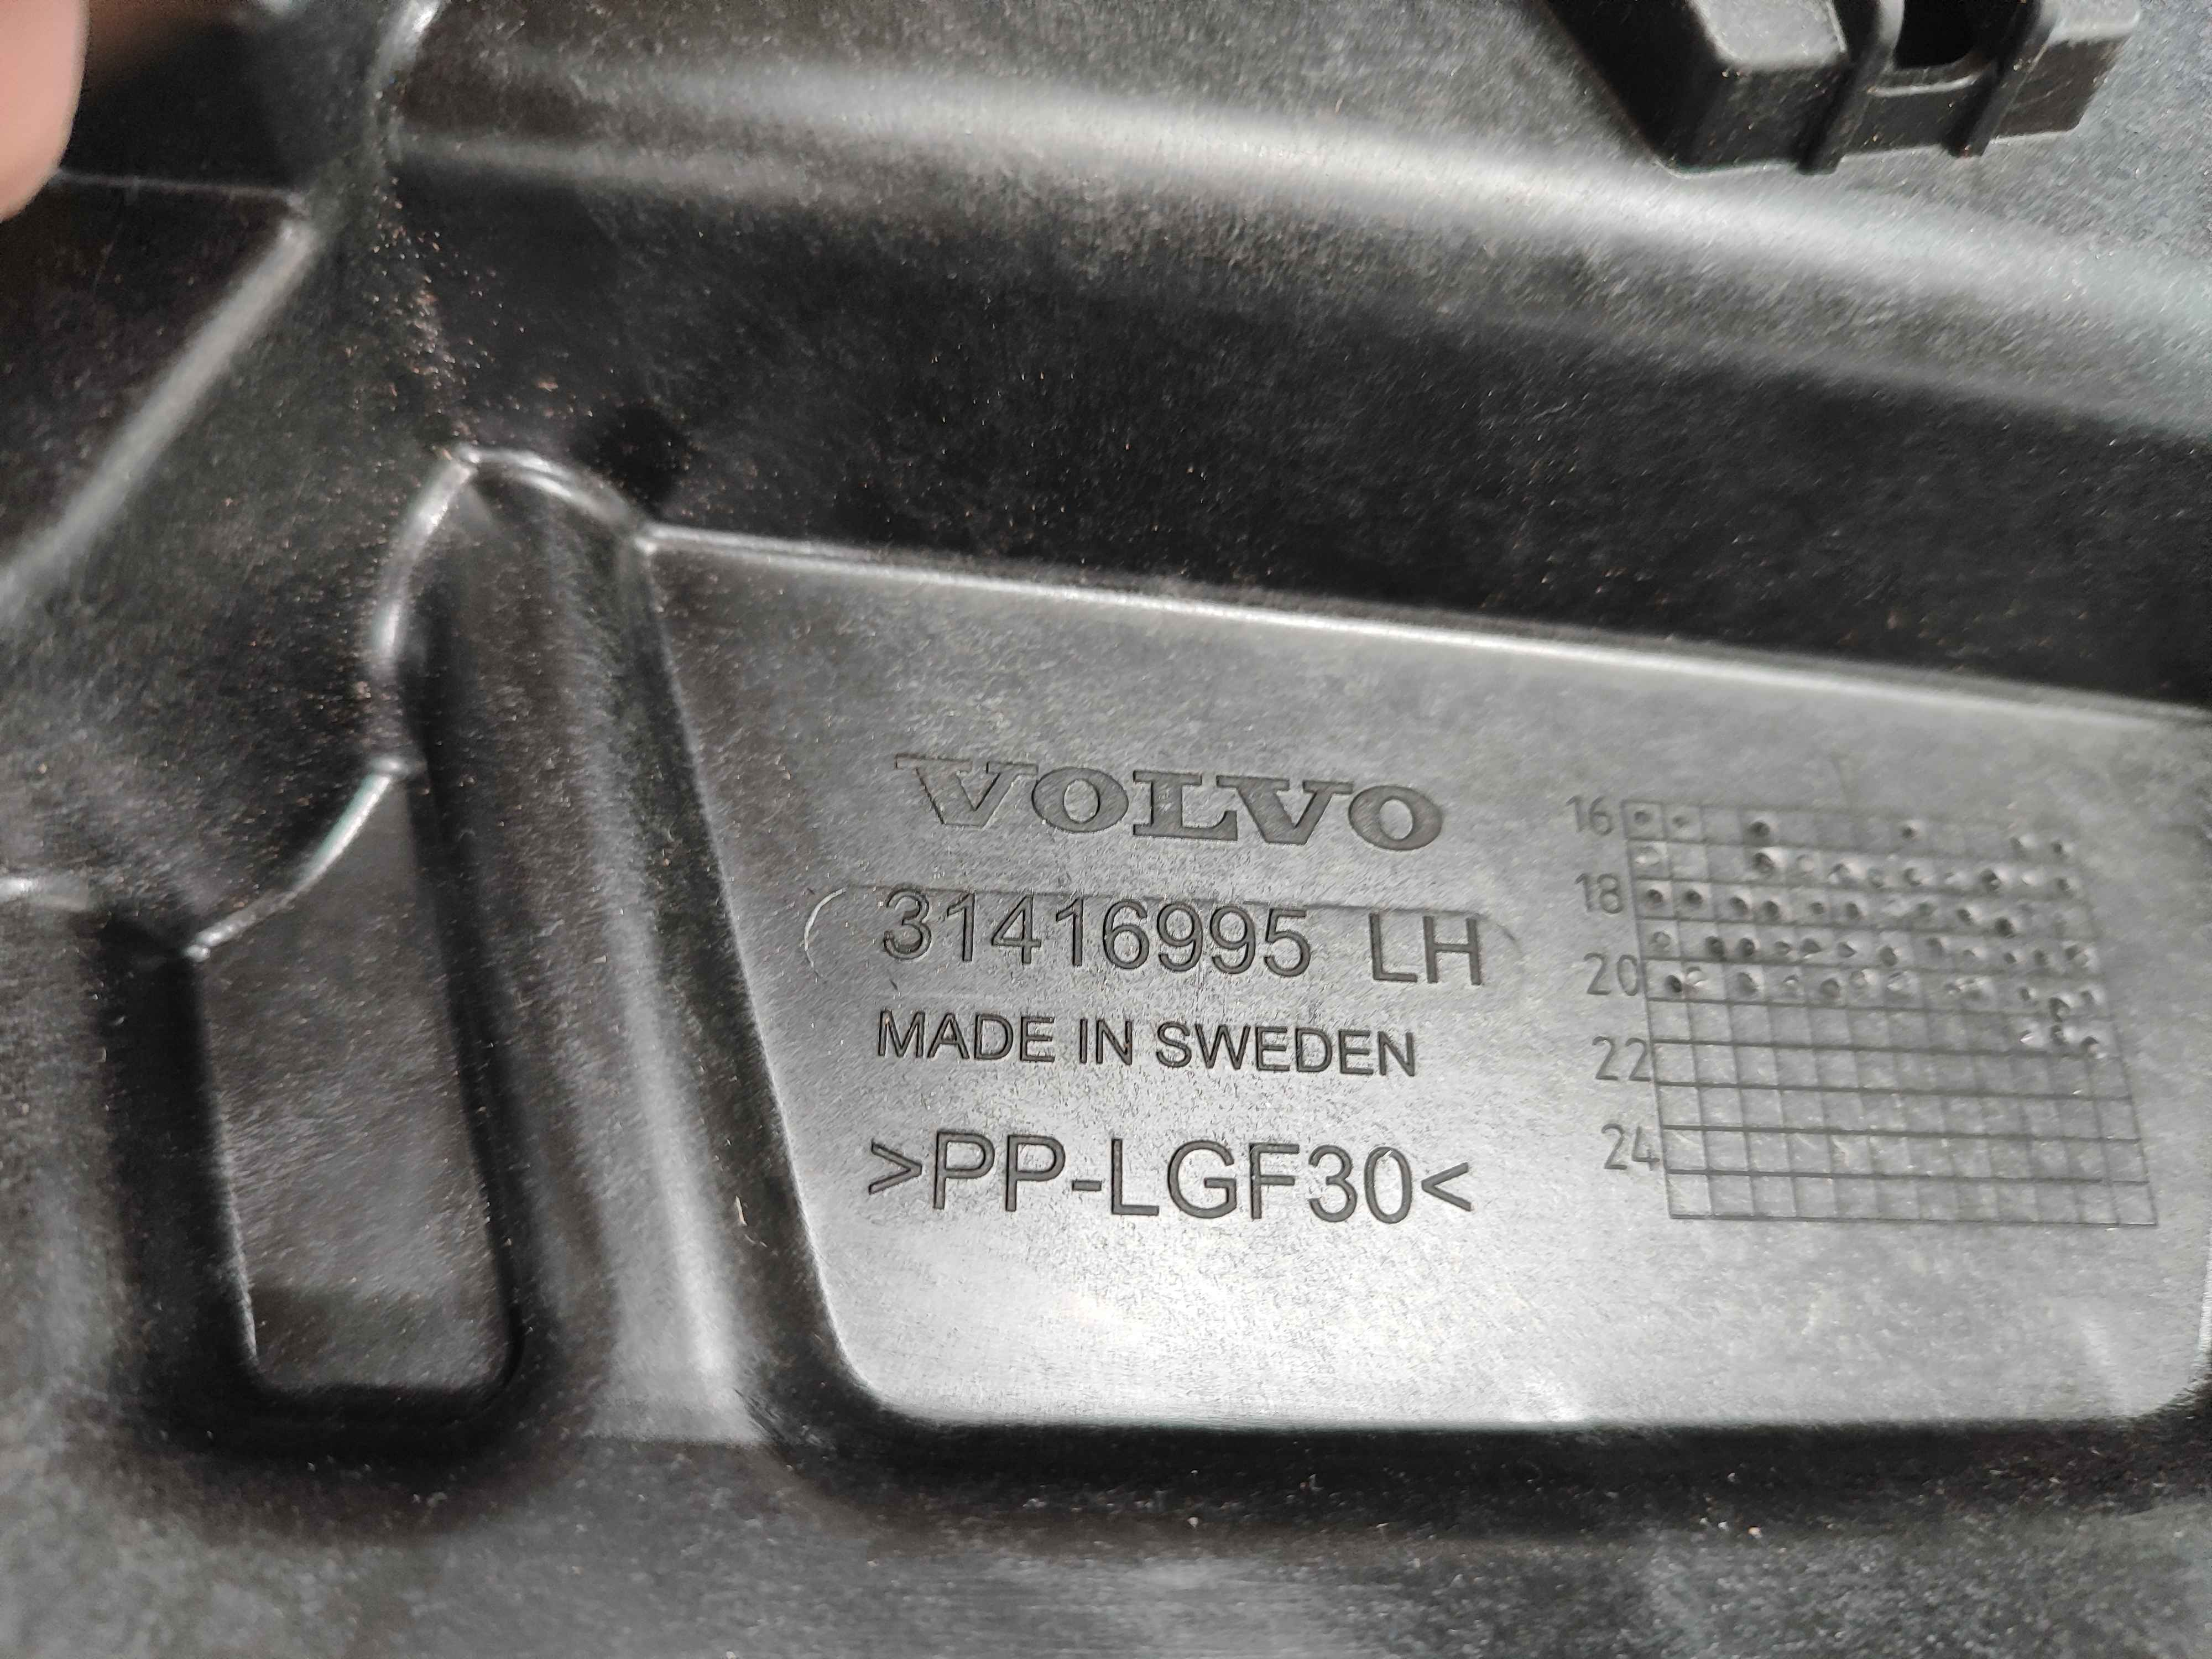 VOLVO
31416995 LH
MADE IN SWEDEN
>PP-LGF30<
16
18
20
22
24